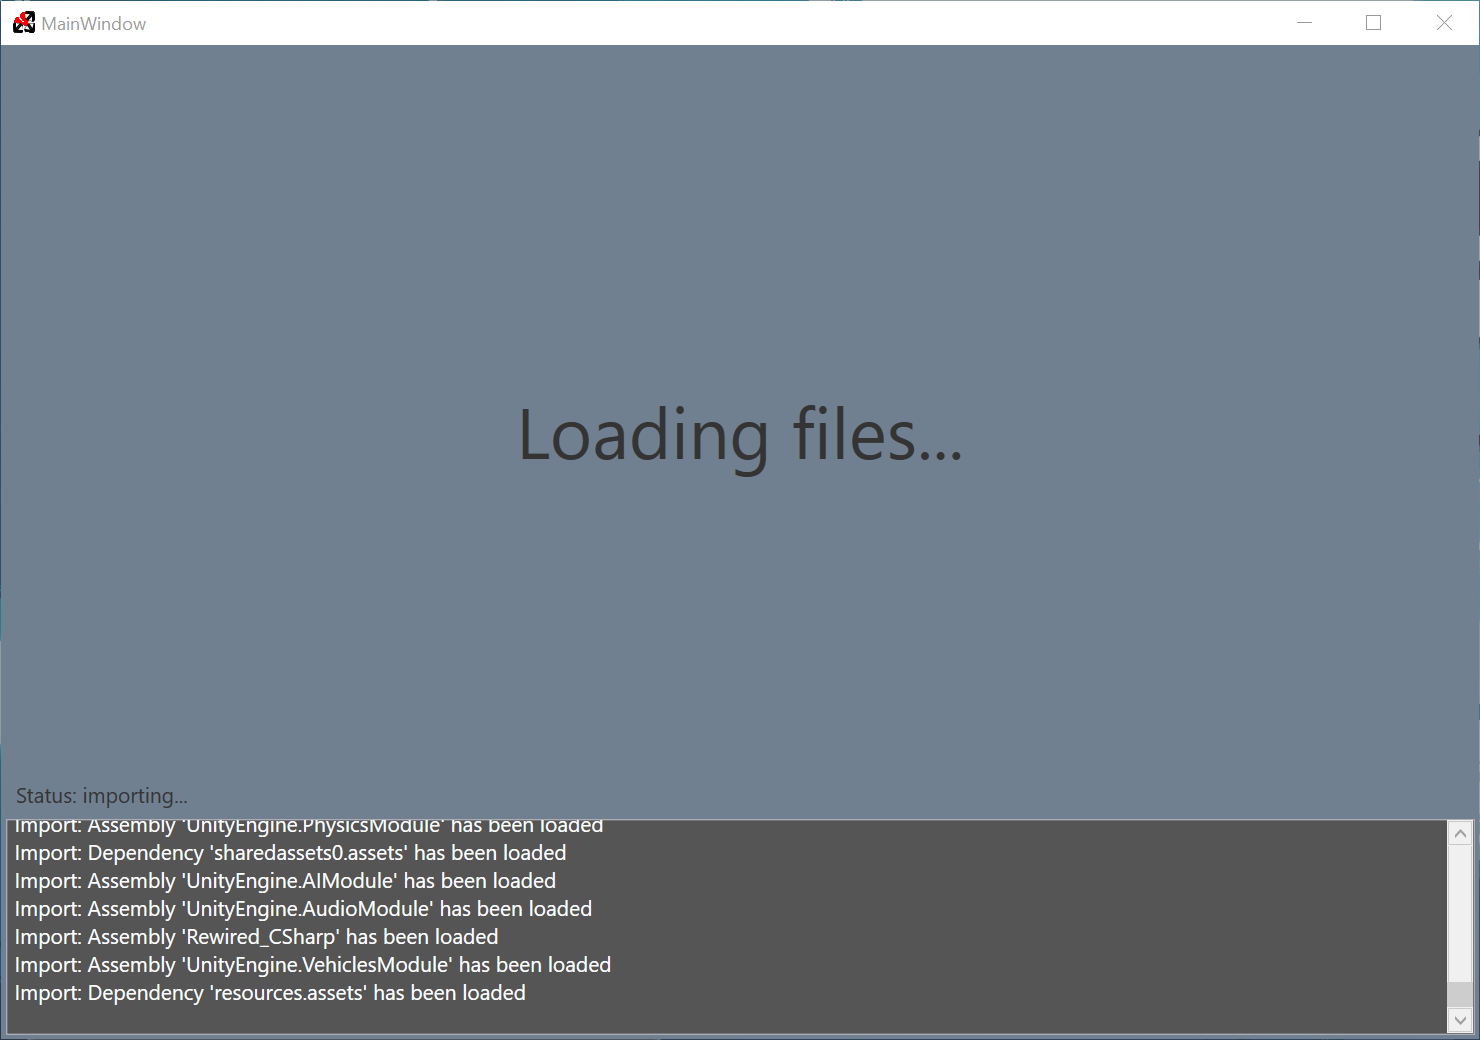 MainWindow
Loading files...
Status: importing...
Import: Assembly 'UnityEngine.PhysicsModule' has been loaded
Import: Dependency 'sharedassets0.assets' has been loaded
Import: Assembly 'UnityEngine.AIModule' has been loaded
Import: Assembly 'UnityEngine.AudioModule' has been loaded
Import: Assembly 'Rewired_CSharp' has been loaded
Import: Assembly 'UnityEngine.VehiclesModule' has been loaded
Import: Dependency 'resources.assets' has been loaded